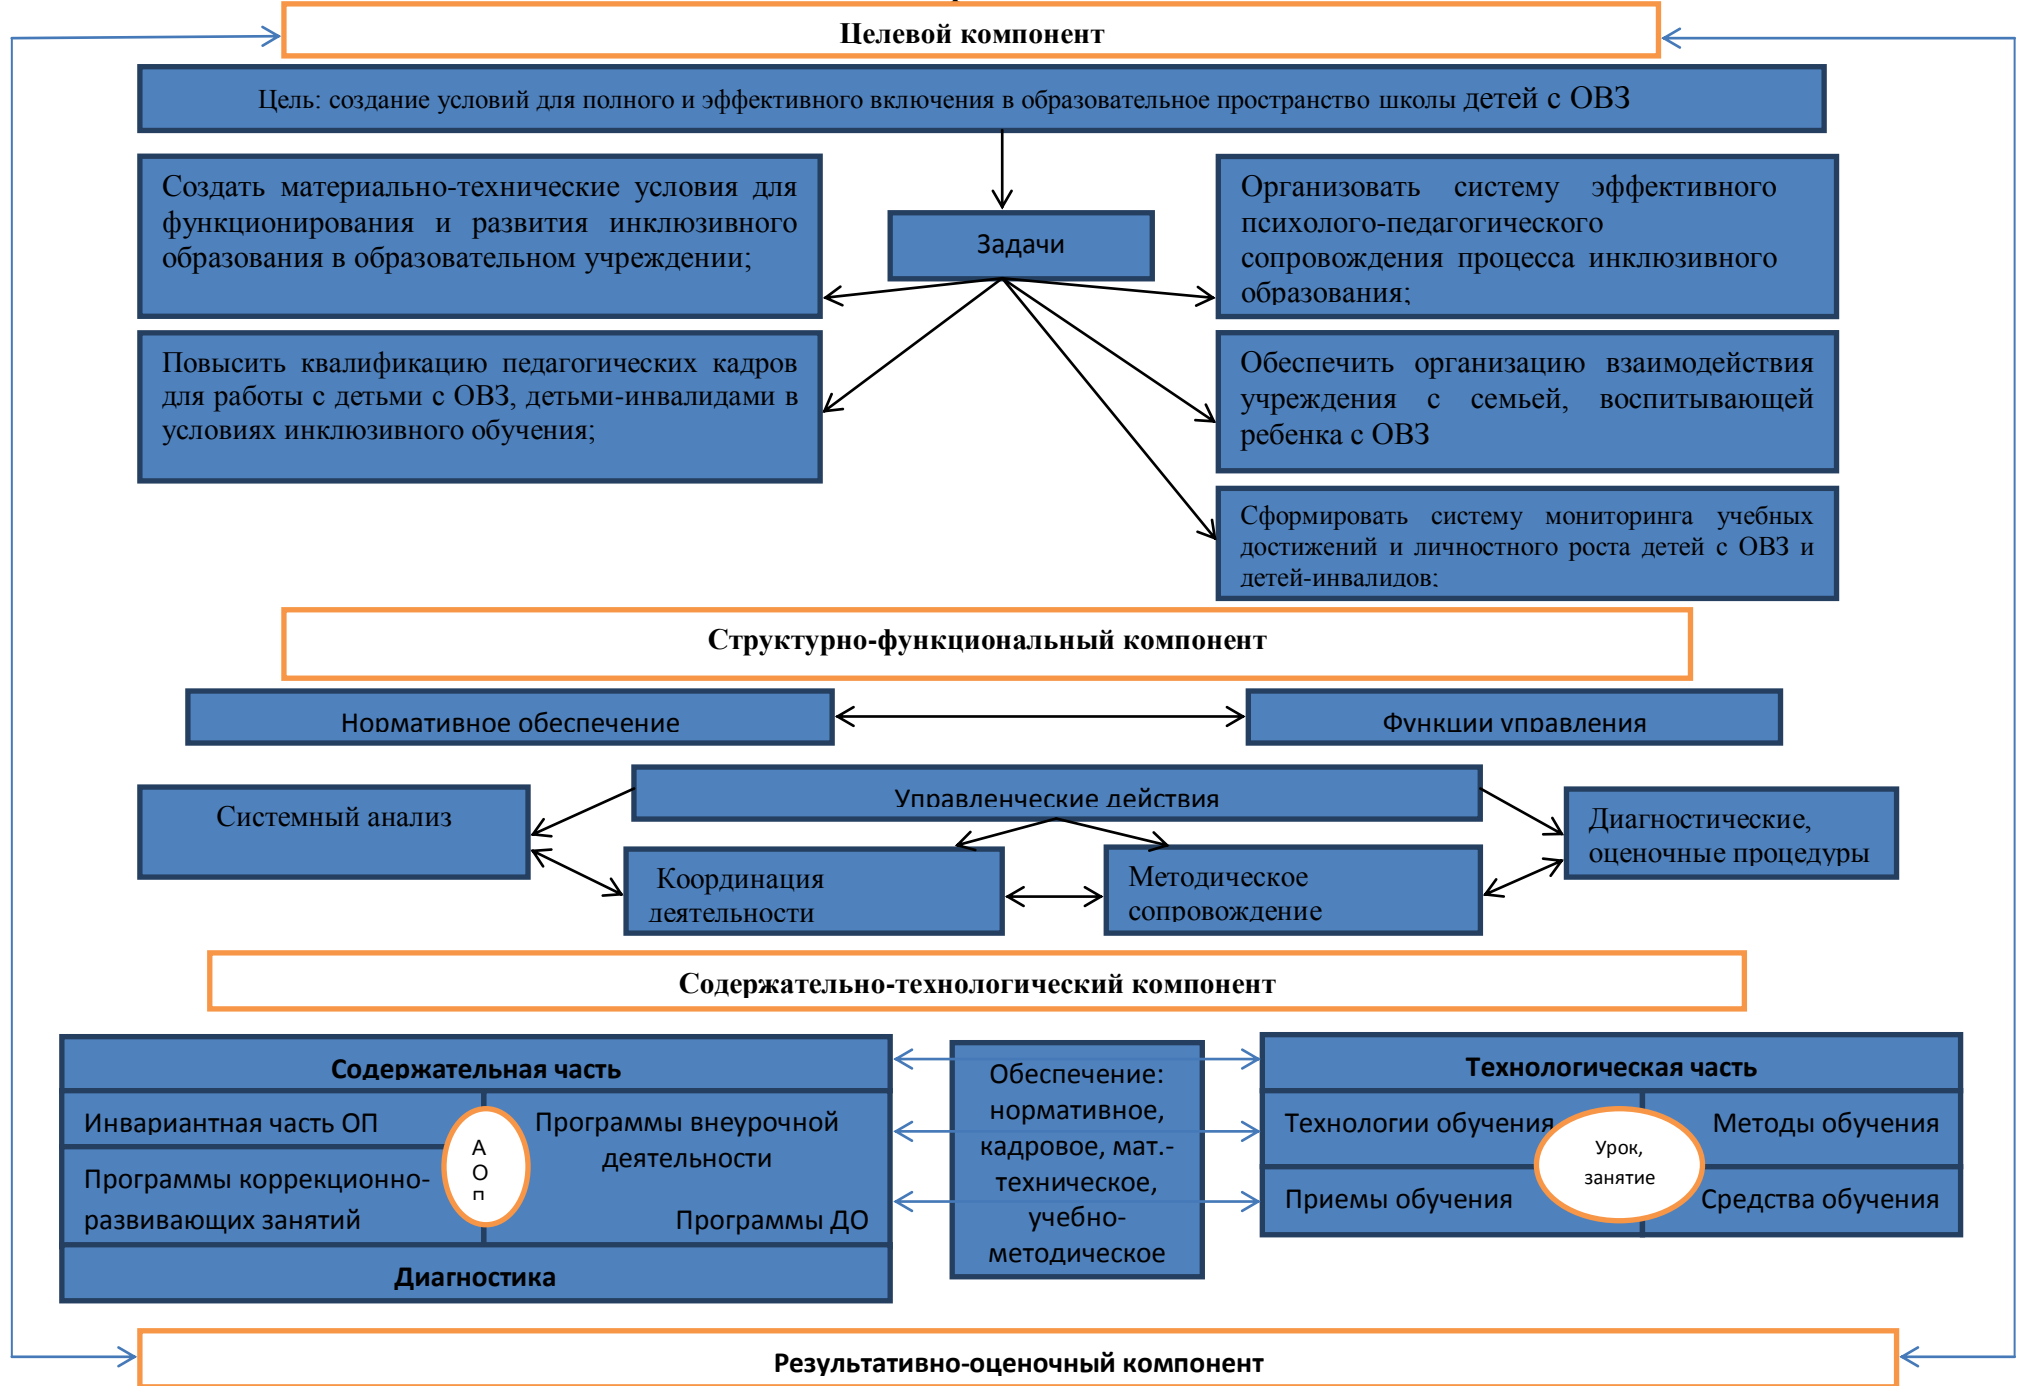 Целевой компонент
Цель: создание условий для полного и эффективного включения в образовательное пространство школы детей с ОВЗ
Создать материально-технические условия для
функционирования и развития инклюзивного
образования в образовательном учреждении;
Задачи
Организовать систему эффективного
психолого-педагогического
сопровождения процесса инклюзивного
образования;
Повысить квалификацию педагогических кадров
для работы с детьми с ОВЗ, детьми-инвалидами в
условиях инклюзивного обучения;
Обеспечить организацию взаимодействия
учреждения с семьей, воспитывающей
ребенка с ОВЗ
Сформировать систему мониторинга учебных
достижений и личностного роста детей с ОВЗ и
детей-инвалидов;
Структурно-функциональный компонент
Нормативное обеспечение
Функции управления
Управленческие действия
Системный анализ
Диагностические,
оценочные процедуры
Координация
деятельности
Методическое
сопровождение
Содержательно-технологический компонент
Содержательная часть
Инвариантная часть ОП
Программы внеурочной
деятельности
Программы коррекционно-
развивающих занятий
Программы ДО
А
О
П
Диагностика
Обеспечение:
нормативное,
кадровое, мат.-
техническое,
учебно-
методическое
Технологическая часть
Технологии обучения
Методы обучения
Урок,
занятие
Приемы обучения
Средства обучения
Результативно-оценочный компонент